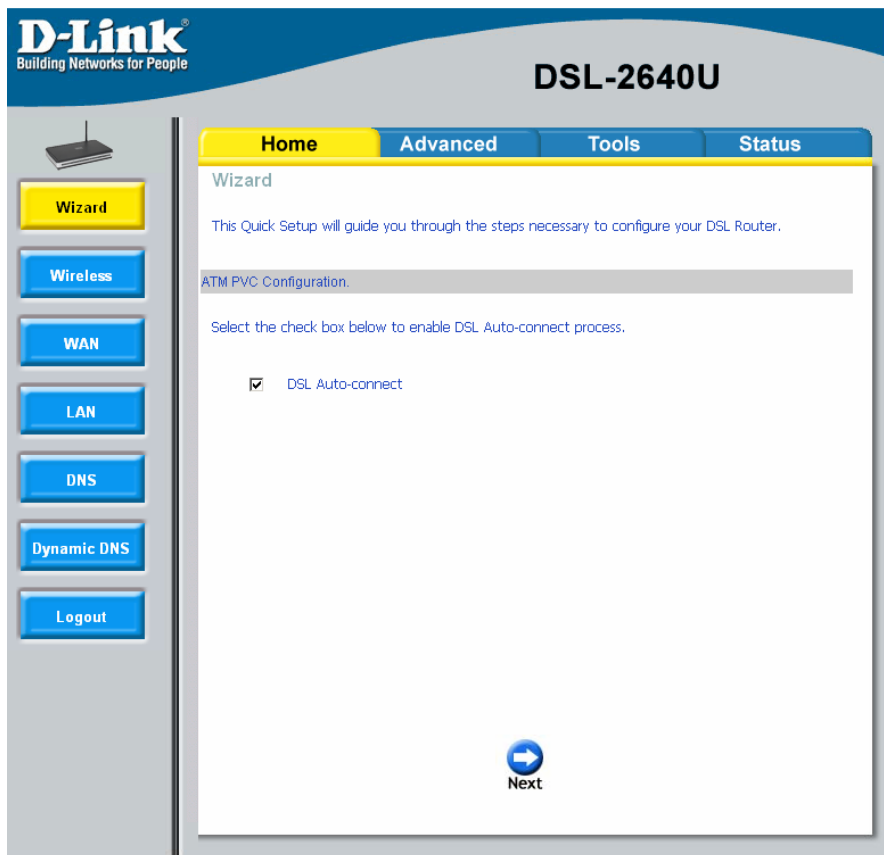 D-Link®
Building Networks for People
DSL-2640U
Home Advanced Tools Status
Wizard
Wireless
WAN
LAN
DNS
Dynamic DNS
Logout
Wizard
This Quick Setup will guide you through the steps necessary to configure your DSL Router.
ATM PVC Configuration.
Select the check box below to enable DSL Auto-connect process.
DSL Auto-connect
Next